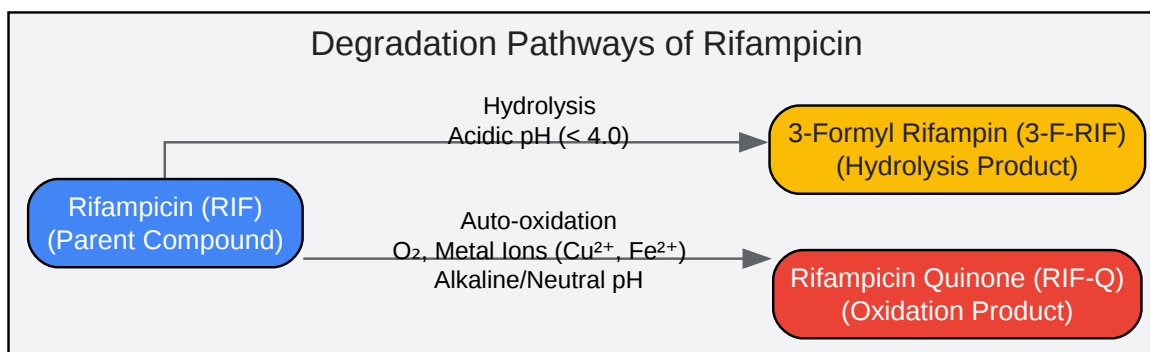 Degradation Pathways of Rifampicin
Hydrolysis
Acidic pH (< 4.0)
3-Formyl Rifampin (3-F-RIF)
(Hydrolysis Product)
Rifampicin (RIF)
(Parent Compound)
Auto-oxidation
O₂, Metal Ions (Cu²⁺, Fe²⁺)
Alkaline/Neutral pH
Rifampicin Quinone (RIF-Q)
(Oxidation Product)